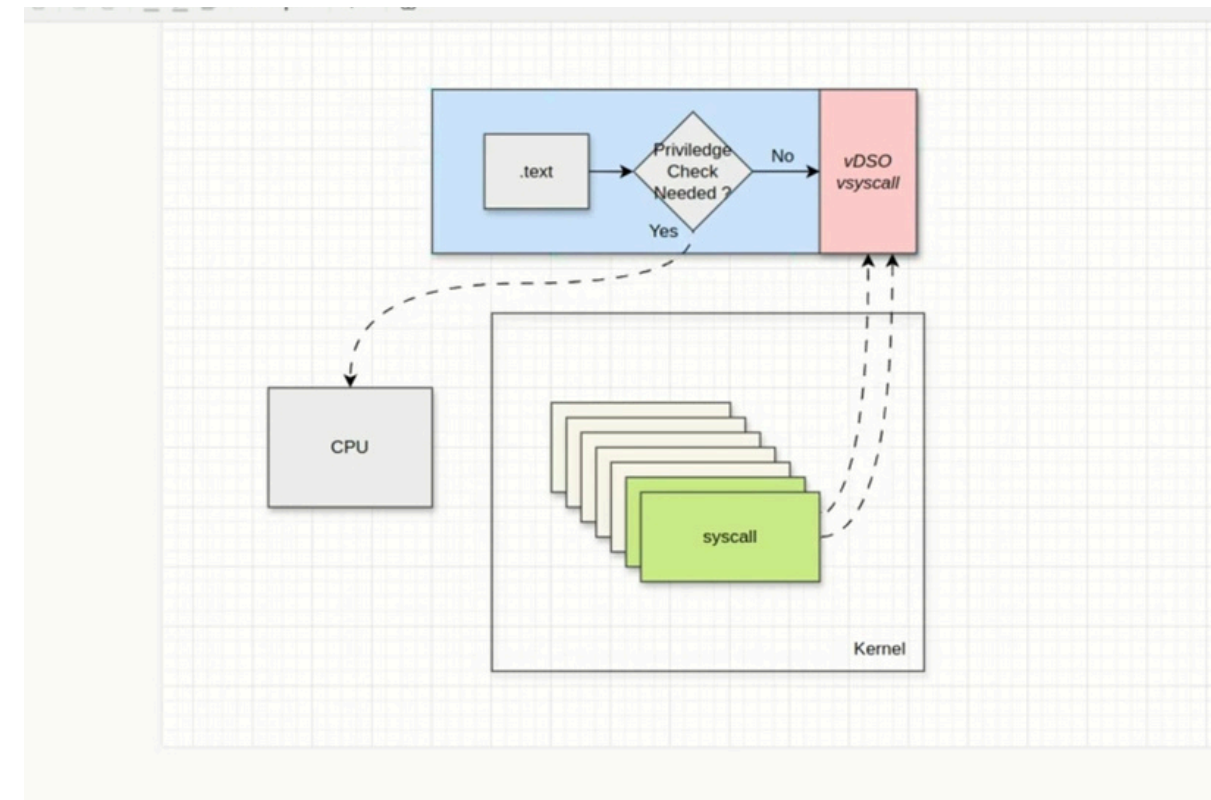 .text
Priviledge
Check
Needed ?
No
vDSO
vsyscall
Yes
CPU
syscall
Kernel